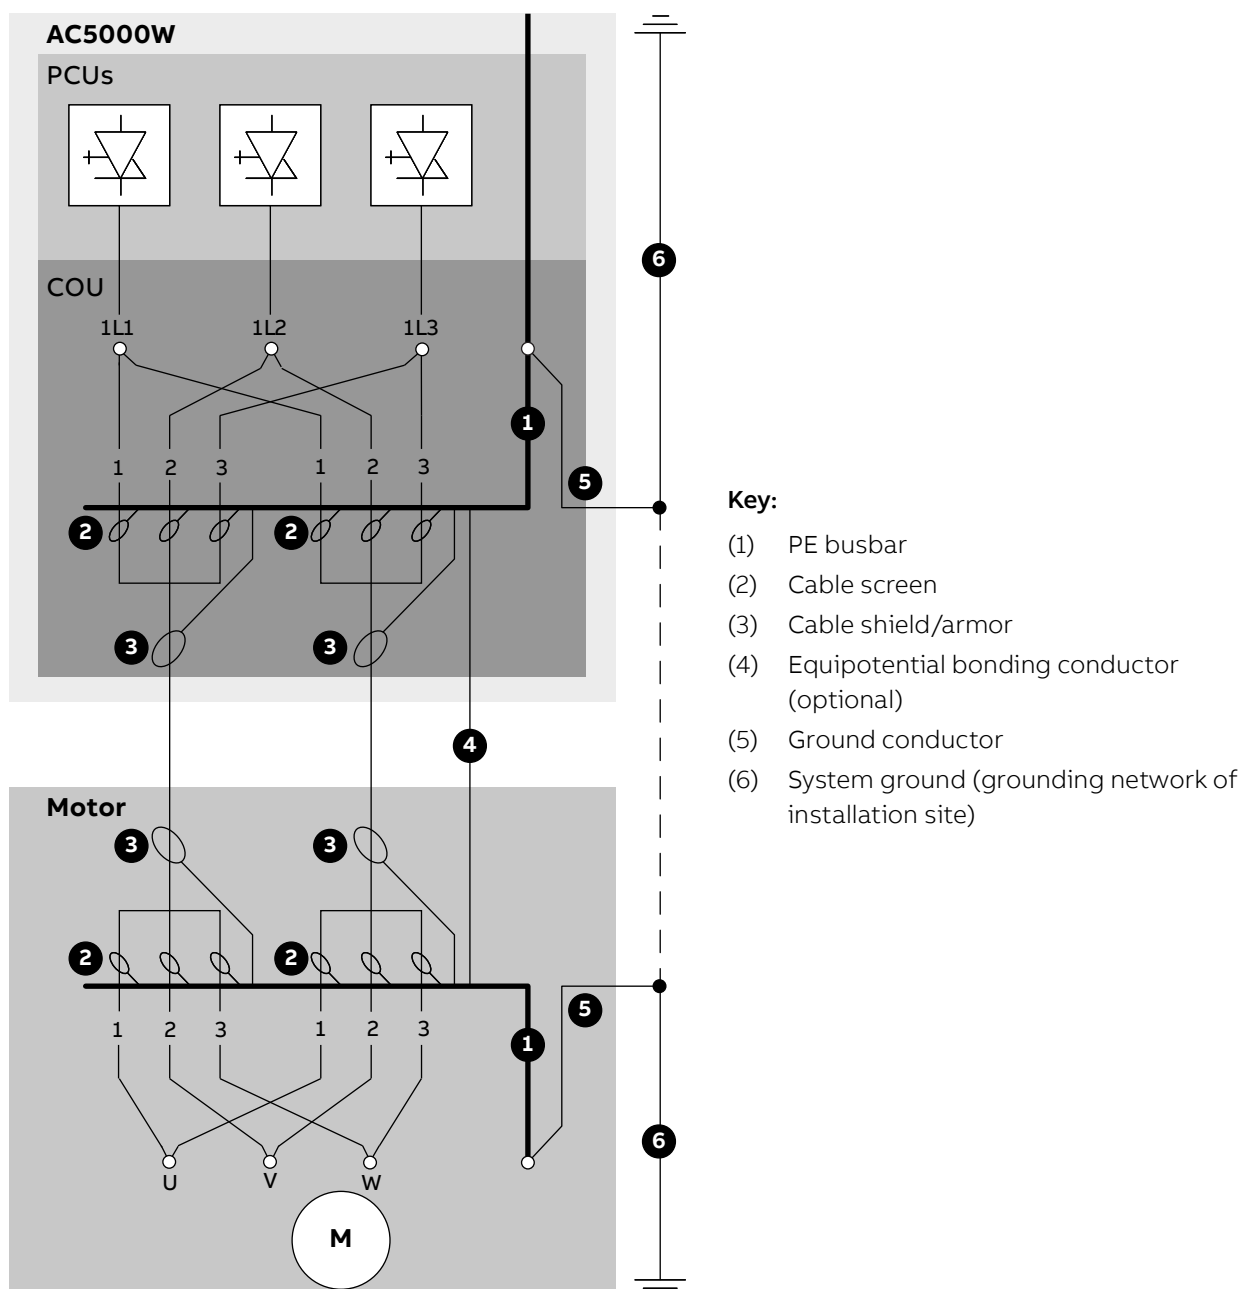 AC5000W
PCUs
6
COU
1L1 1L2 1L3
1
1 2 3 1 2 3
5
2 2
3 3
4
Motor
3 3
2 2
5
1 2 3 1 2 3
1
6
U V W
M
Key:
(1) PE busbar
(2) Cable screen
(3) Cable shield/armor
(4) Equipotential bonding conductor
(optional)
(5) Ground conductor
(6) System ground (grounding network of
installation site)